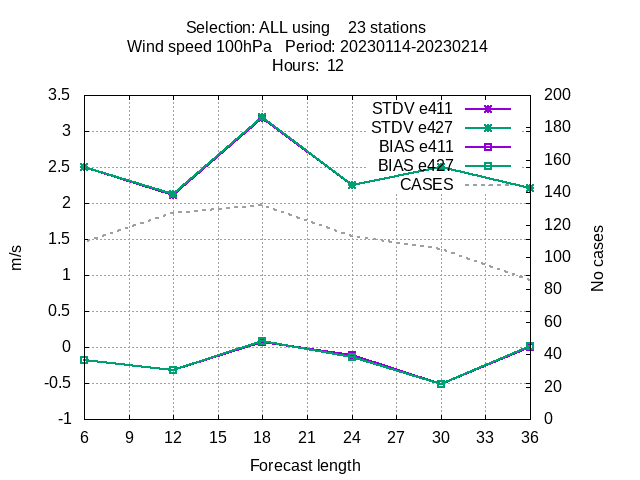 Selection: ALL using    23 stations
Wind speed 100hPa   Period: 20230114-20230214
Hours:  12
3.5
3
2.5
2
1.5
1
0.5
0
-0.5
-1
200
180
160
140
120
100
80
60
40
20
0
6
9
12
15
18
21
24
27
30
33
36
m/s
No cases
Forecast length
STDV e411
STDV e427
BIAS e411
BIAS e427
CASES